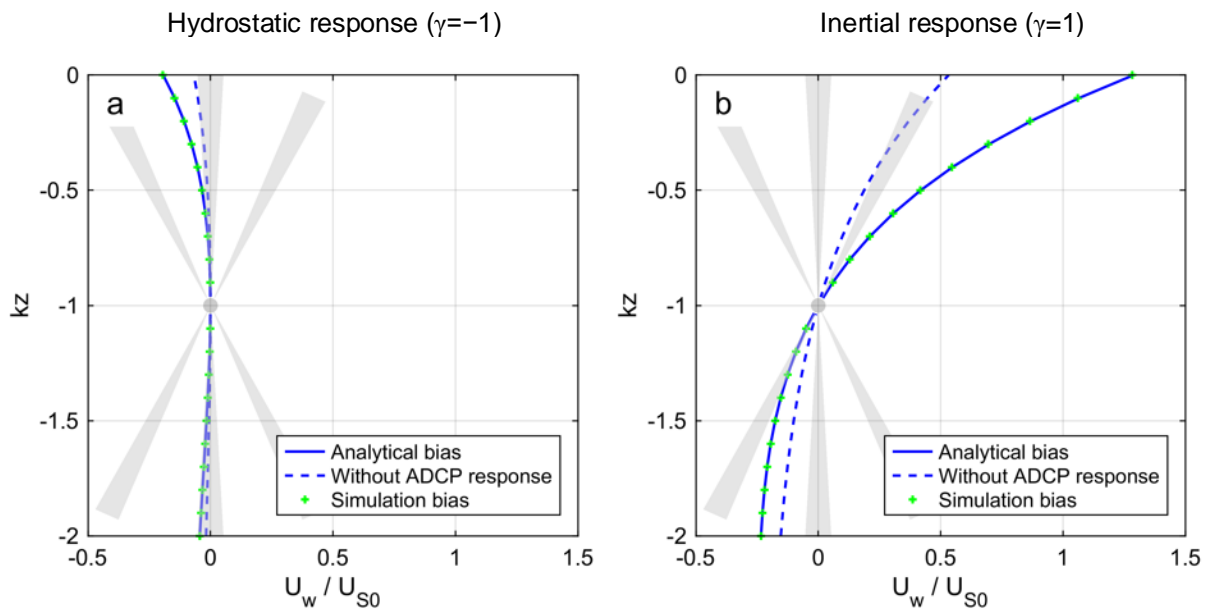 Hydrostatic response (γ=−1)
Inertial response (γ=1)
a
0
-0.5
-1
-1.5
-2
kz
-0.5
0
0.5
1
1.5
U_w / U_S0
Analytical bias
Without ADCP response
Simulation bias
b
0
-0.5
-1
-1.5
-2
kz
-0.5
0
0.5
1
1.5
U_w / U_S0
Analytical bias
Without ADCP response
Simulation bias